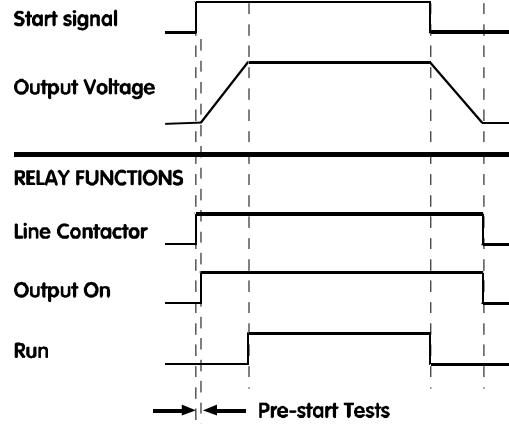 Start signal
Output Voltage
RELAY FUNCTIONS
Line Contactor
Output On
Run
Pre-start Tests